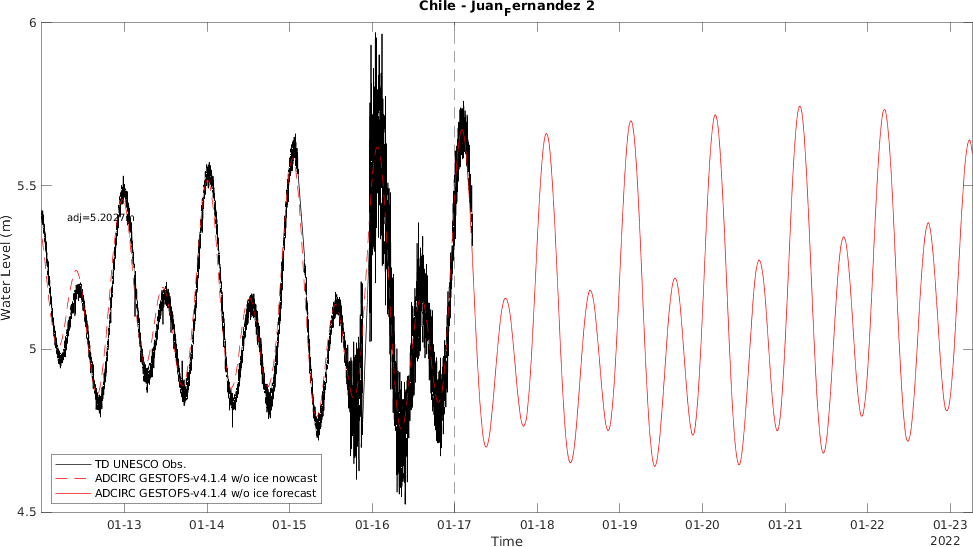 Chile - JuanFernandez 2
6
5.5
5
4.5
Water Level (m)
adj=5.2027m
TD UNESCO Obs.
ADCIRC GESTOFS-v4.1.4 w/o ice nowcast
ADCIRC GESTOFS-v4.1.4 w/o ice forecast
01-13 01-14 01-15 01-16 01-17 01-18 01-19 01-20 01-21 01-22 01-23
Time
2022